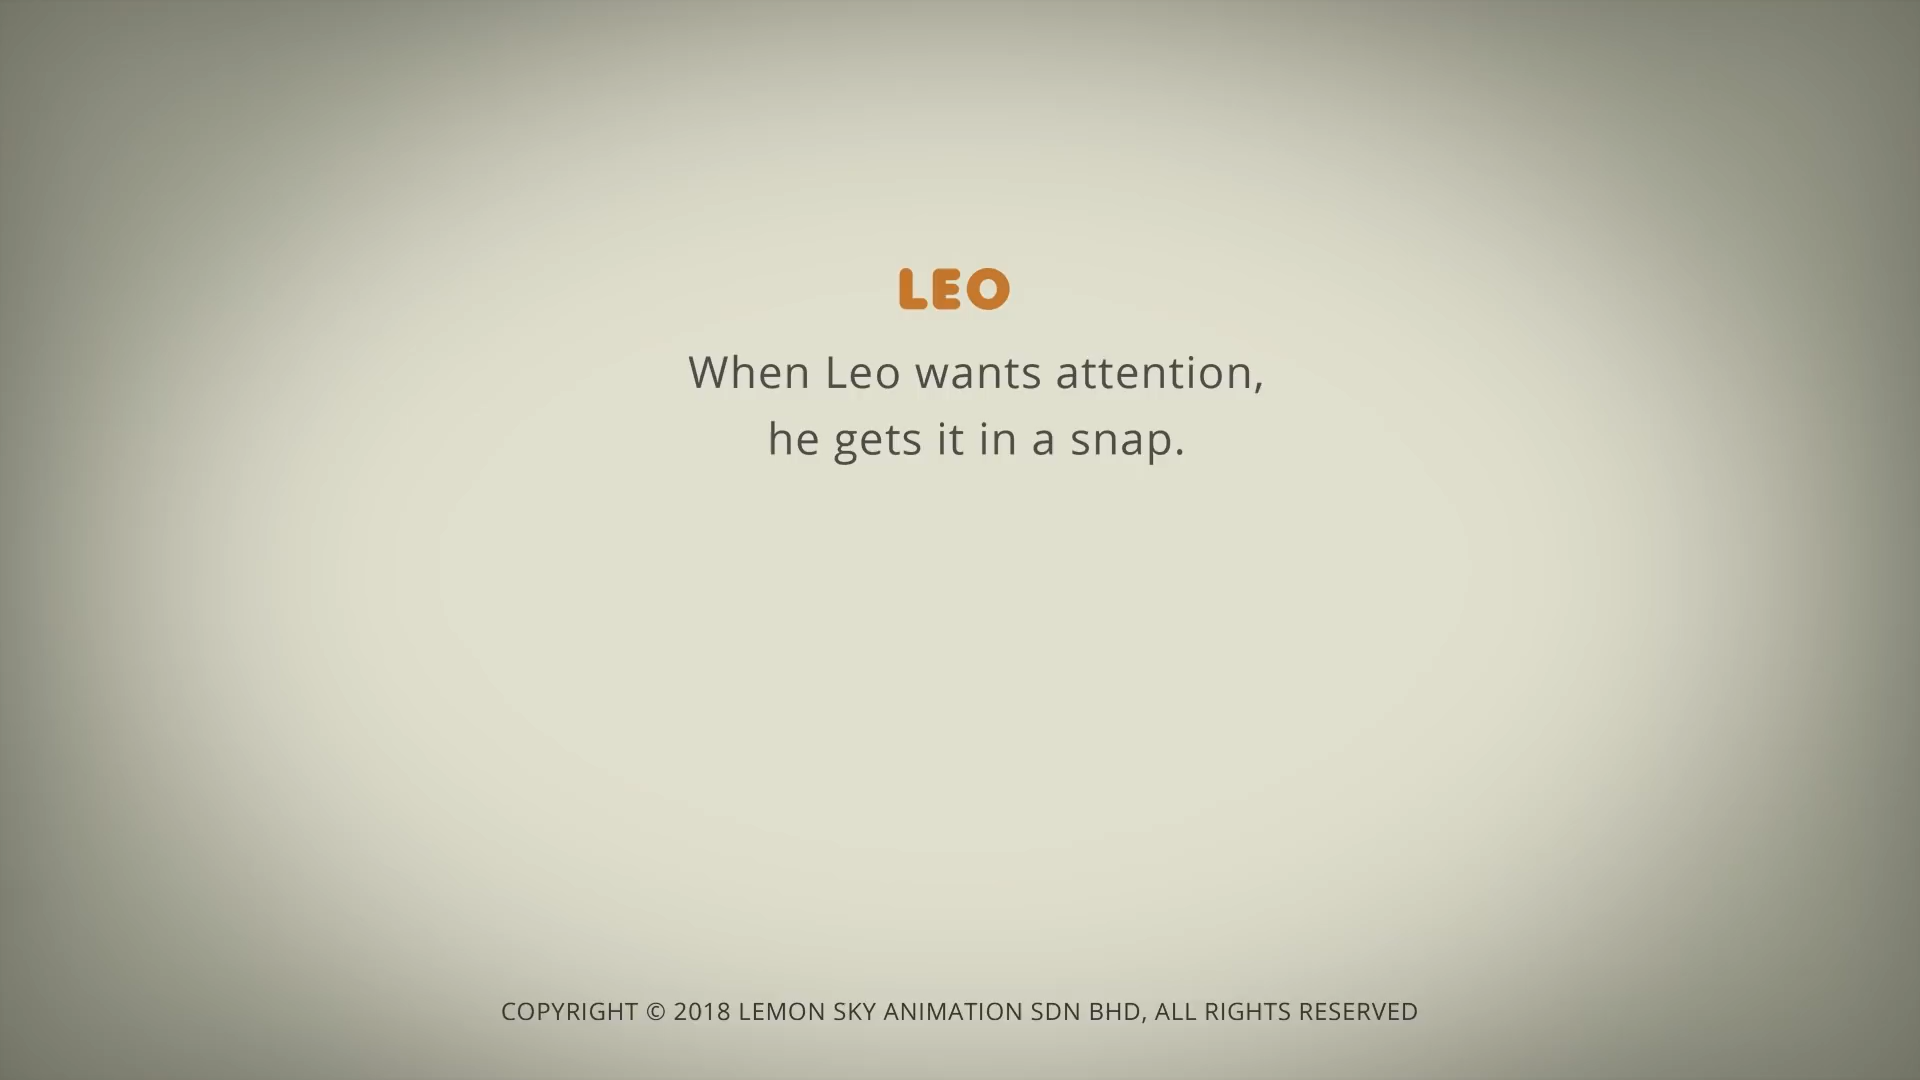 LEO
When Leo wants attention,
he gets it in a snap.
COPYRIGHT © 2018 LEMON SKY ANIMATION SDN BHD, ALL RIGHTS RESERVED